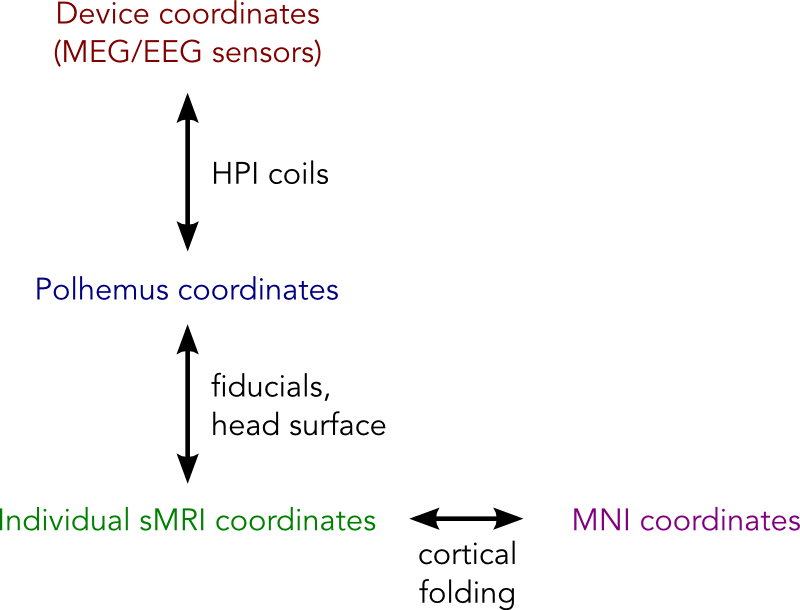 Device coordinates
(MEG/EEG sensors)
HPI coils
Polhemus coordinates
fiducials,
head surface
Individual sMRI coordinates
MNI coordinates
cortical
folding